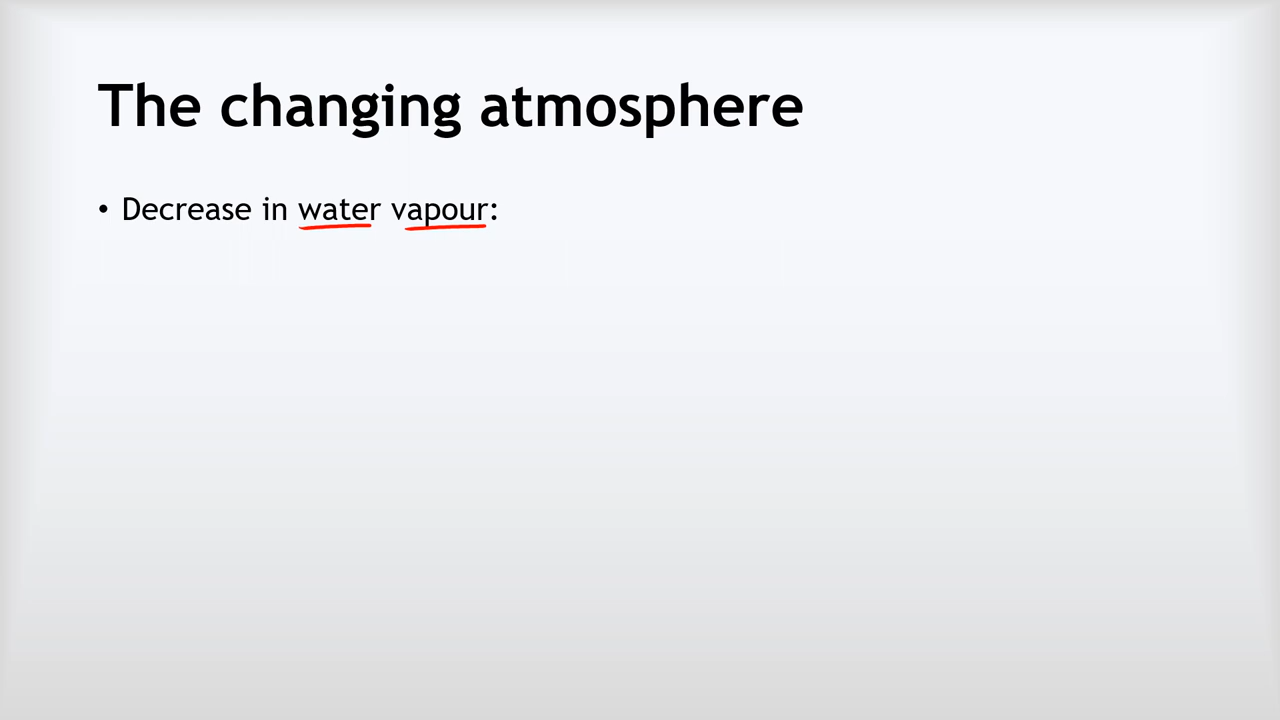 The changing atmosphere
• Decrease in water vapour: